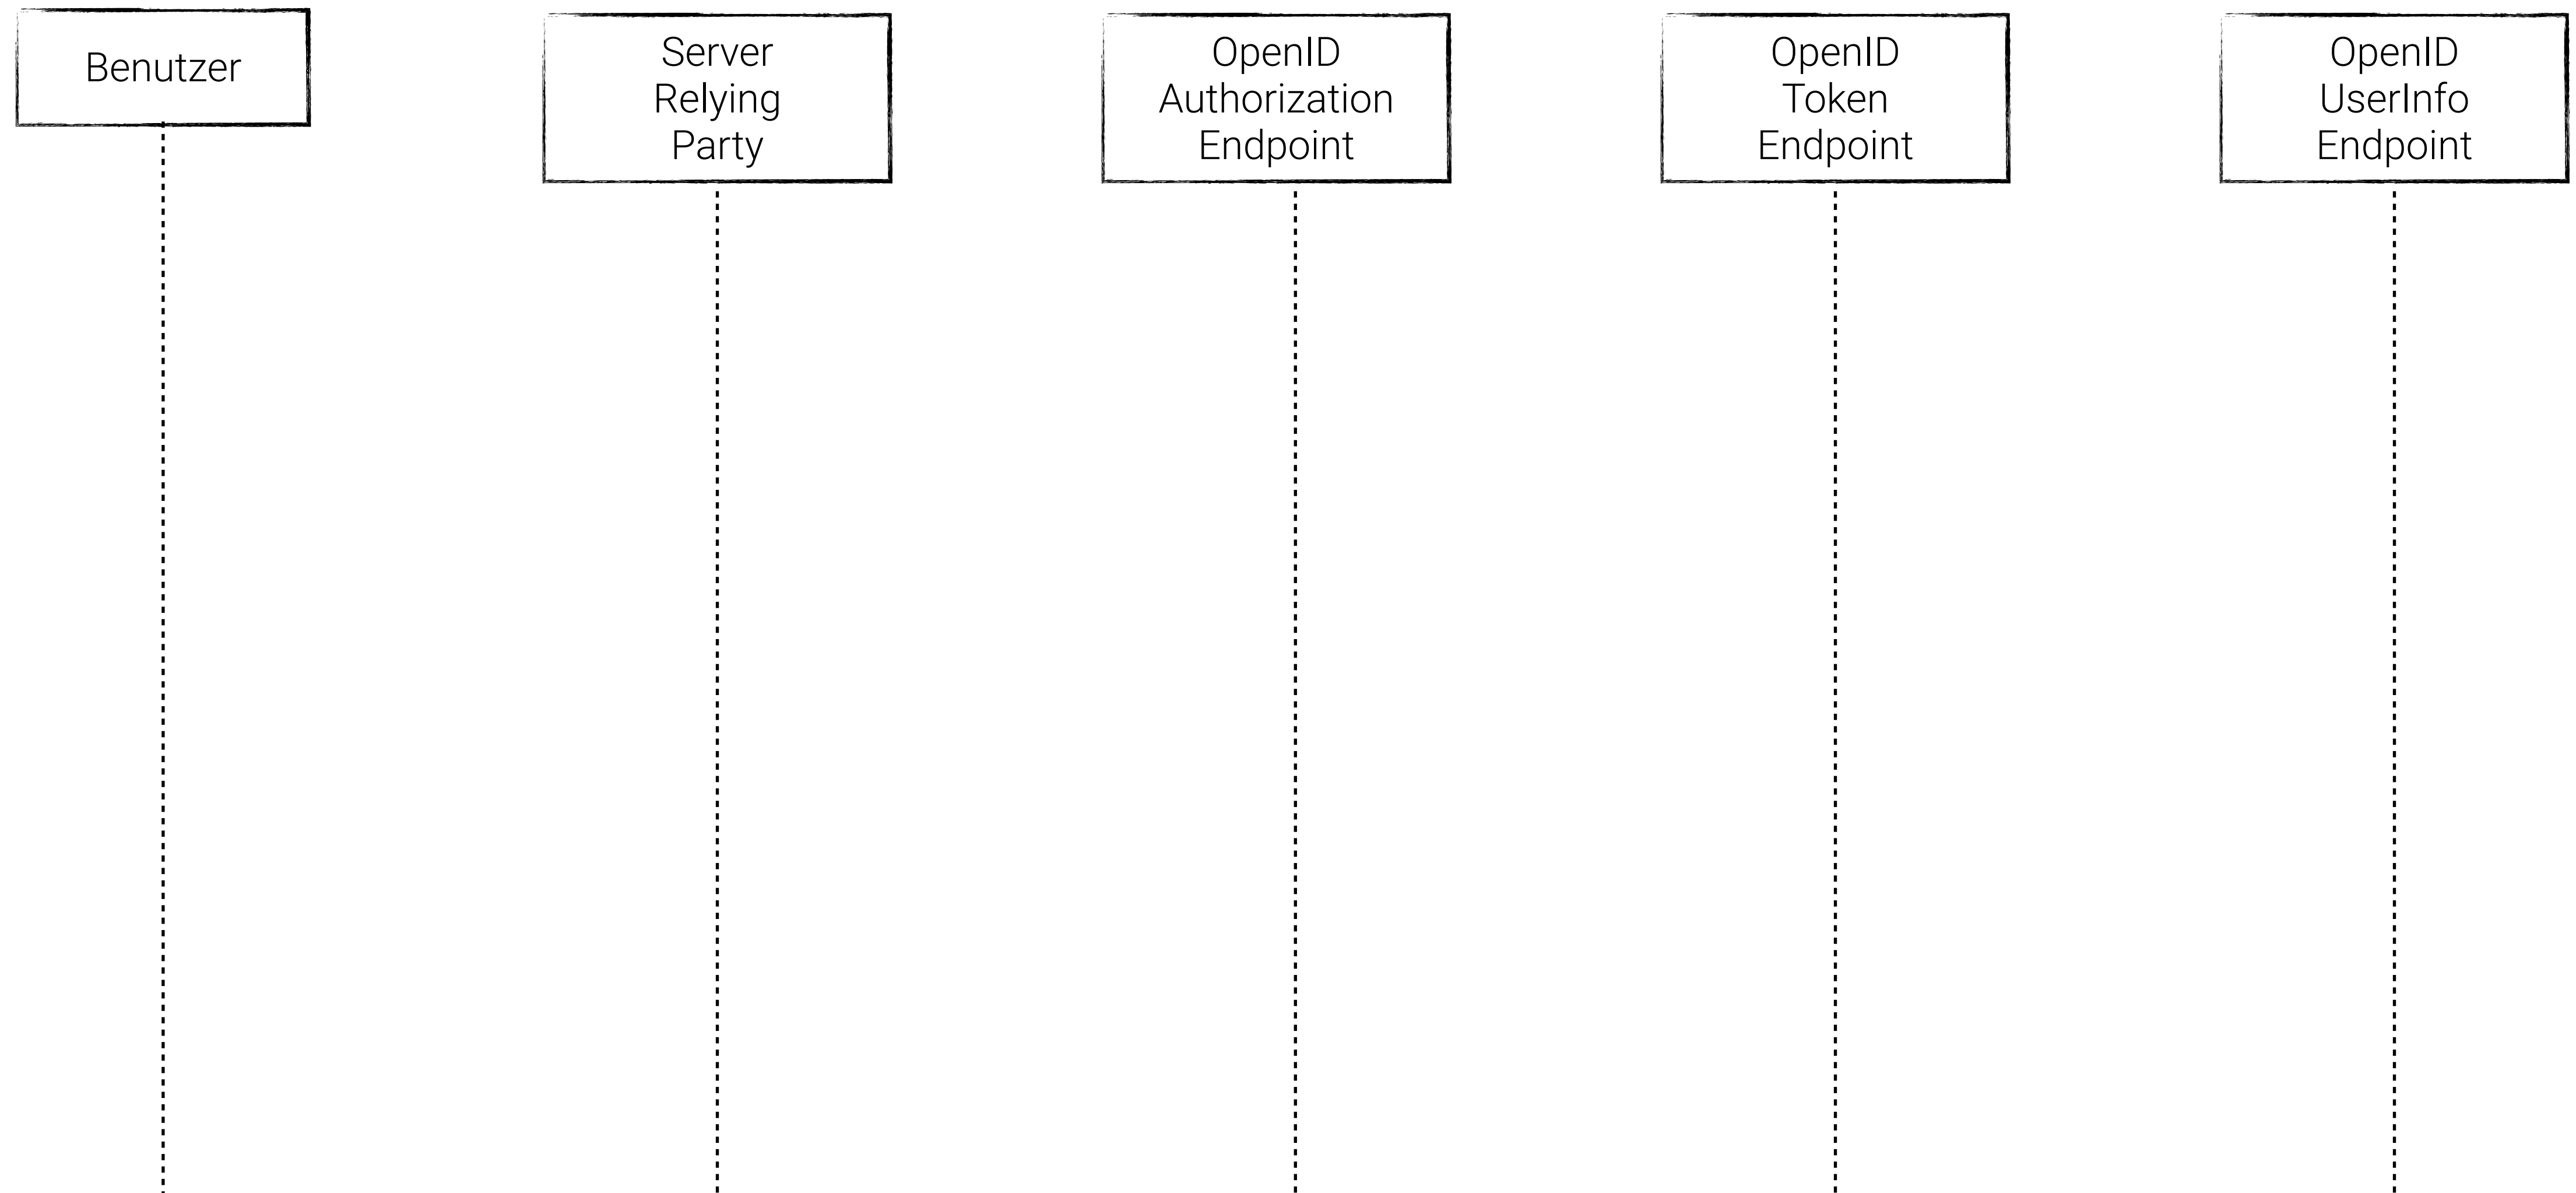 Benutzer
Server
Relying
Party
OpenID
Authorization
Endpoint
OpenID
Token
Endpoint
OpenID
UserInfo
Endpoint